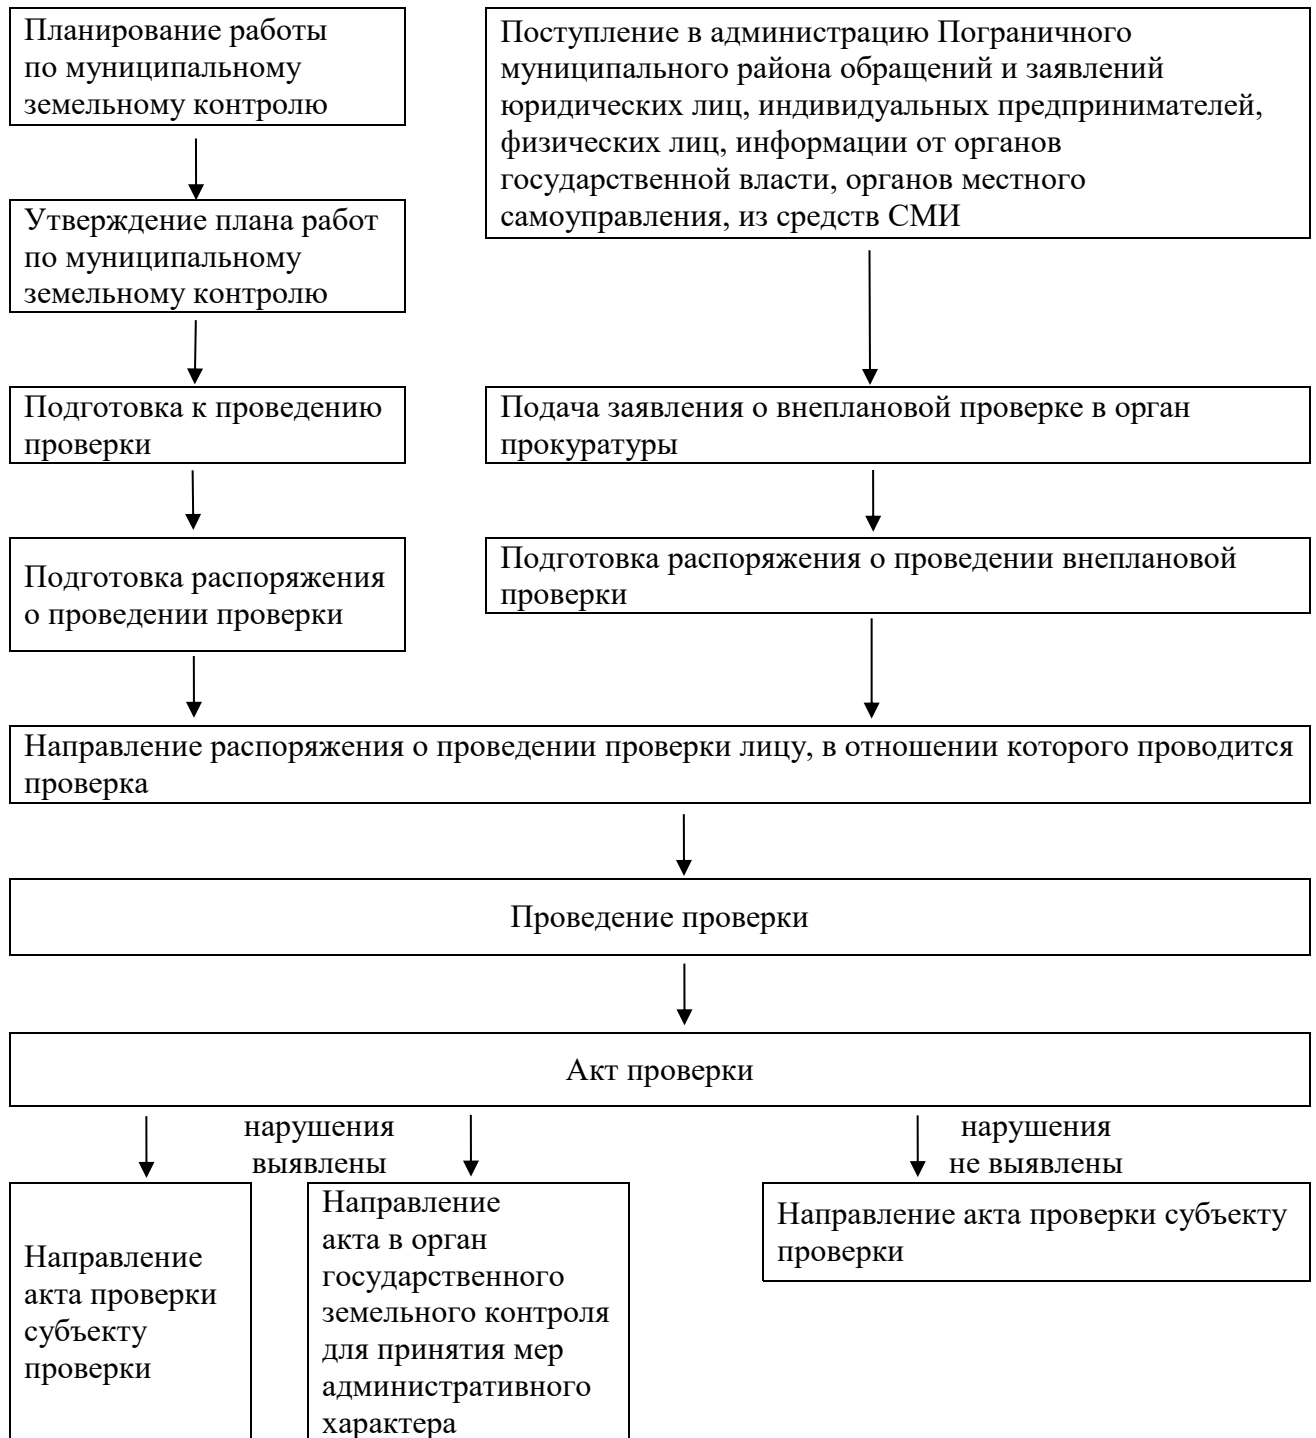 Планирование работы
по муниципальному
земельному контролю
Поступление в администрацию Пограничного
муниципального района обращений и заявлений
юридических лиц, индивидуальных предпринимателей,
физических лиц, информации от органов
государственной власти, органов местного
самоуправления, из средств СМИ
Утверждение плана работ
по муниципальному
земельному контролю
Подготовка к проведению
проверки
Подача заявления о внеплановой проверке в орган
прокуратуры
Подготовка распоряжения
о проведении проверки
Подготовка распоряжения о проведении внеплановой
проверки
Направление распоряжения о проведении проверки лицу, в отношении которого проводится
проверка
Проведение проверки
Акт проверки
нарушения
выявлены
нарушения
не выявлены
Направление
акта проверки
субъекту
проверки
Направление
акта в орган
государственного
земельного контроля
для принятия мер
административного
характера
Направление акта проверки субъекту
проверки